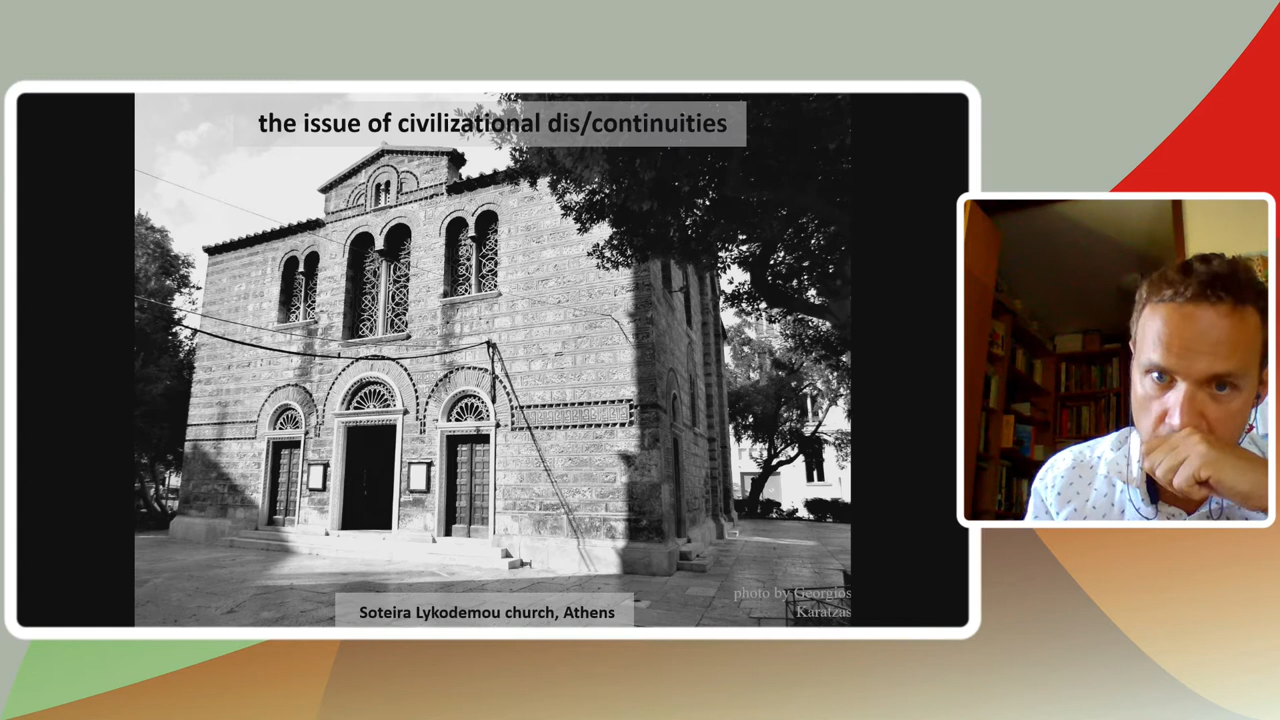 the issue of civilizational dis/continuities
photo by Georgios
Karatzas
Soteira Lykodemou church, Athens